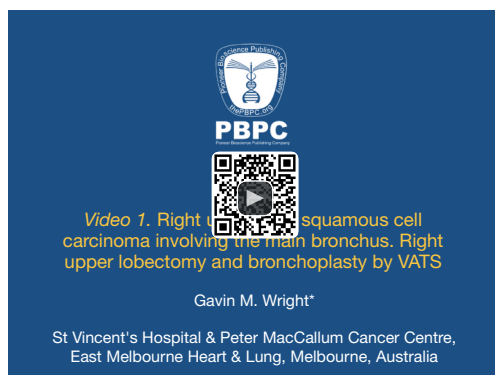 Pioneer Bioscience Publishing Company
thePBPC.org
PBPC
Pioneer Bioscience Publishing Company
Video 1. Right u squamous cell
carcinoma involving the main bronchus. Right
upper lobectomy and bronchoplasty by VATS
Gavin M. Wright*
St Vincent's Hospital & Peter MacCallum Cancer Centre,
East Melbourne Heart & Lung, Melbourne, Australia